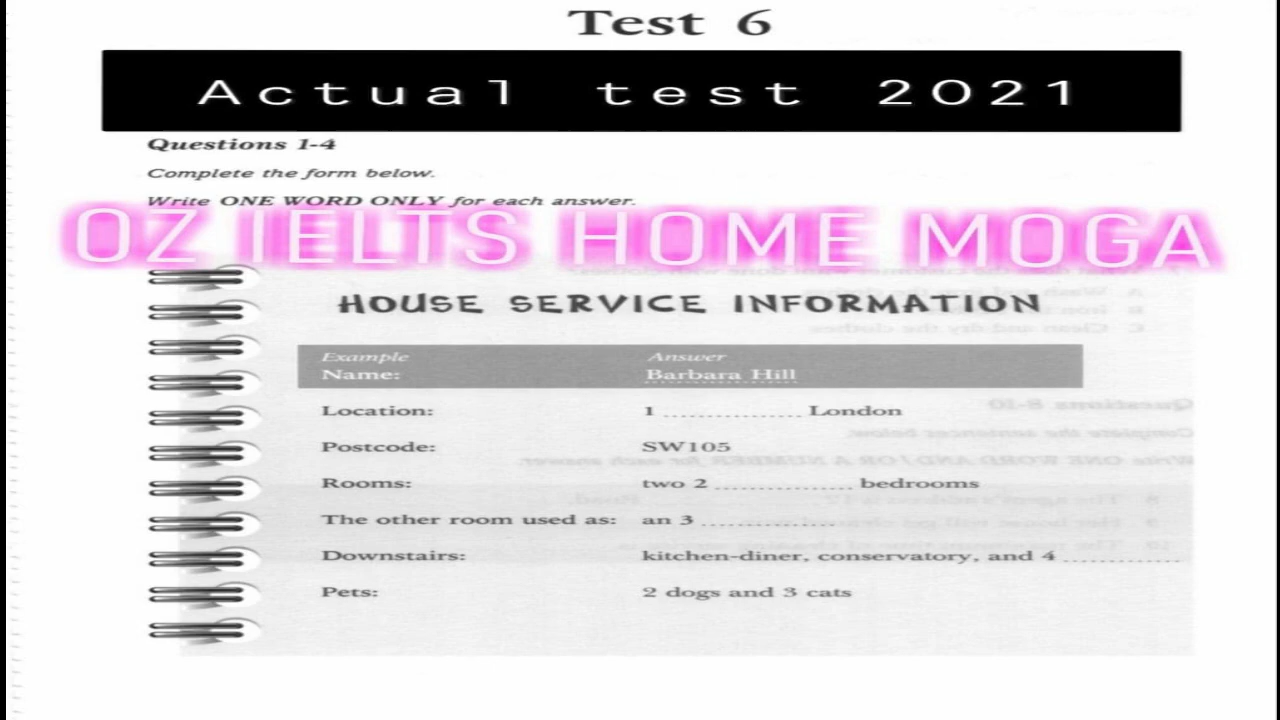 Test 6
Actual test 2021
Questions 1-4
Complete the form below.
Write ONE WORD ONLY for each answer.
OZ IELTS HOME MOGA
HOUSE SERVICE INFORMATION
Example Answer
Name: Barbara Hill
Location: 1 ................ London
Postcode: SW105
Rooms: two 2 ................ bedrooms
The other room used as: an 3 ................
Downstairs: kitchen-diner, conservatory, and 4 ................
Pets: 2 dogs and 3 cats